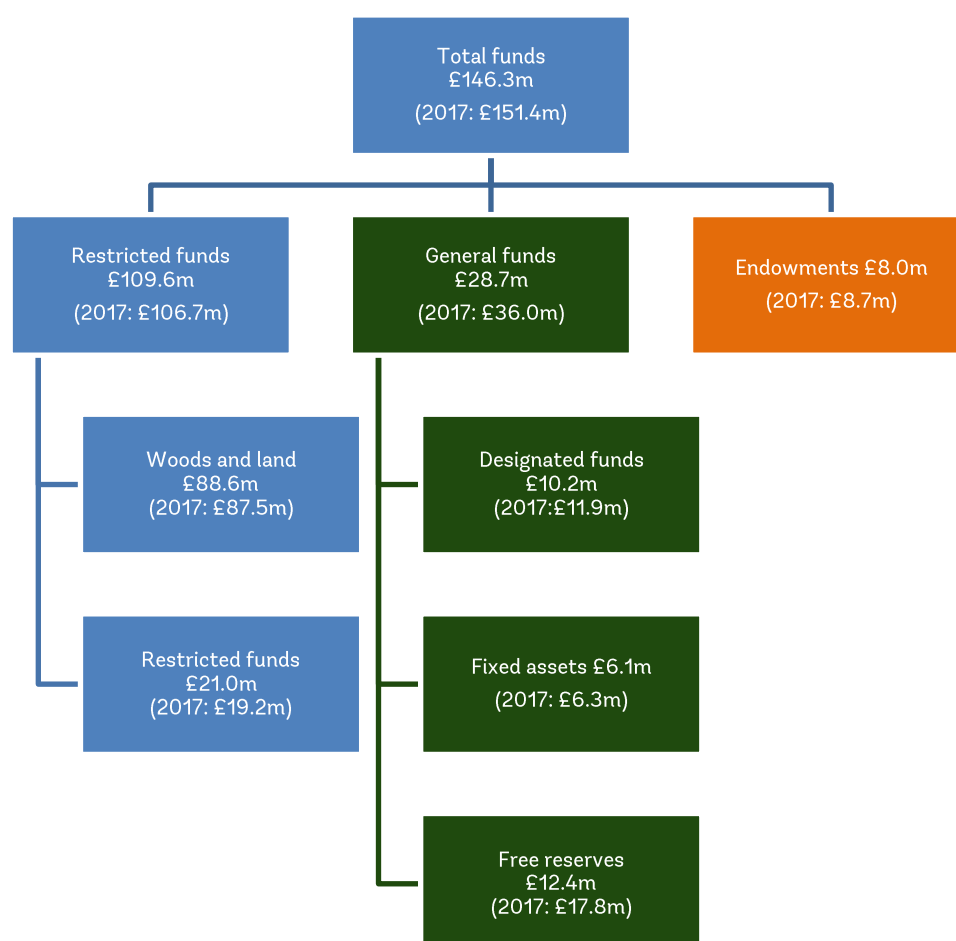 Total funds
£146.3m
(2017: £151.4m)
Restricted funds
£109.6m
(2017: £106.7m)
General funds
£28.7m
(2017: £36.0m)
Endowments £8.0m
(2017: £8.7m)
Woods and land
£88.6m
(2017: £87.5m)
Restricted funds
£21.0m
(2017: £19.2m)
Designated funds
£10.2m
(2017:£11.9m)
Fixed assets £6.1m
(2017: £6.3m)
Free reserves
£12.4m
(2017: £17.8m)